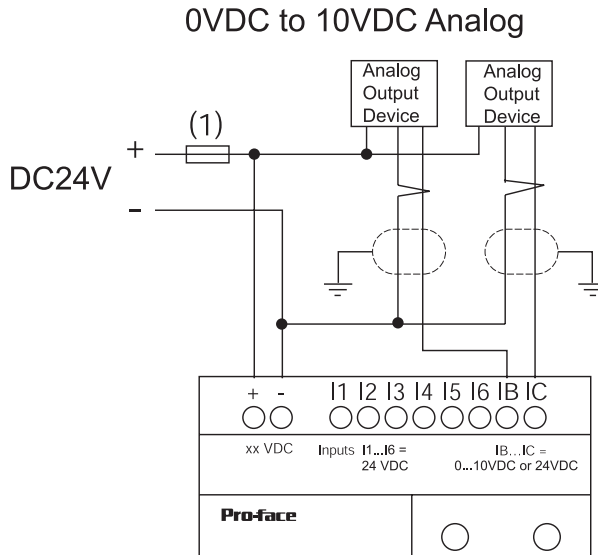 0VDC to 10VDC Analog
Analog
Output
Device
Analog
Output
Device
(1)
+
DC24V
-
+ - I1 I2 I3 I4 I5 I6 IB IC
xx VDC
Inputs I1...I6 =
24 VDC
IB...IC =
0...10VDC or 24VDC
Pro-face